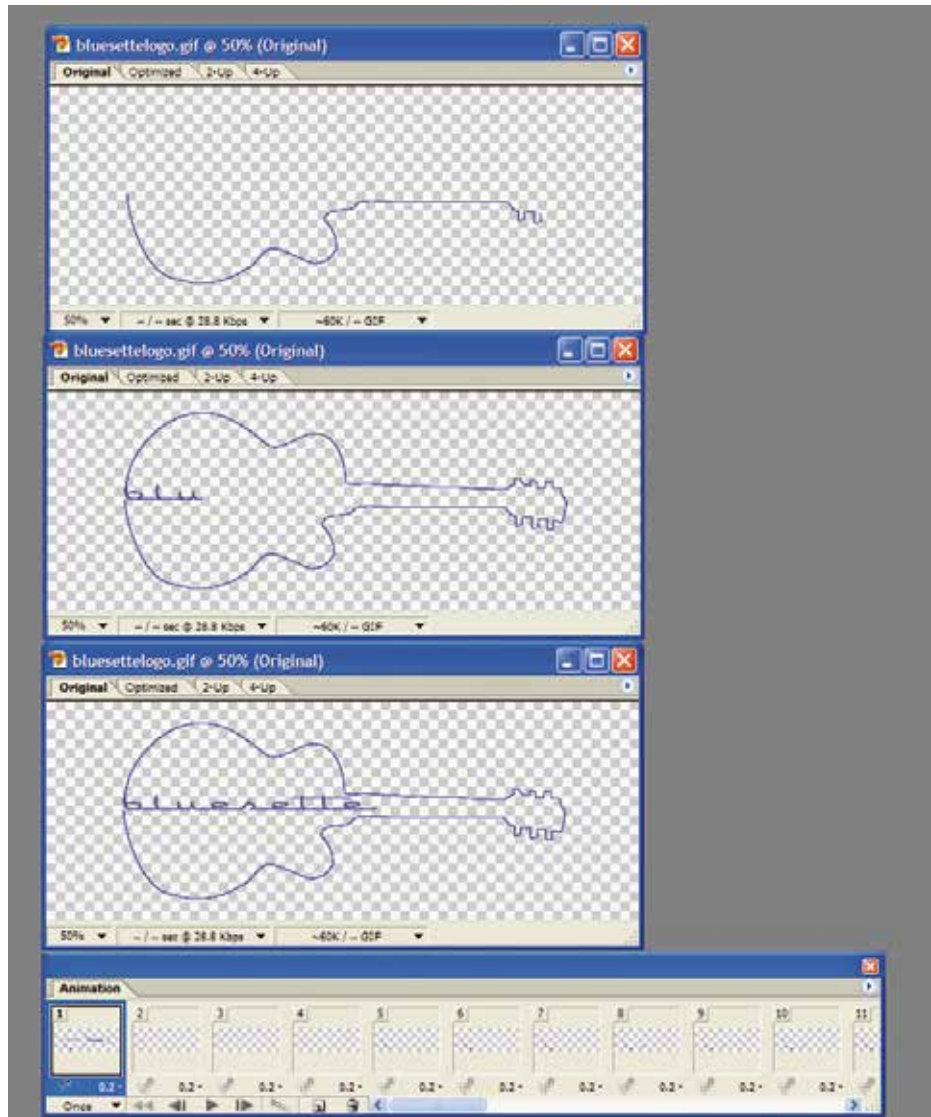 bluesettelogo.gif @ 50% (Original)
Original Optimized 2-Up 4-Up
50% -- / -- sec @ 28.8 Kbps ~60K / -- GIF
bluesettelogo.gif @ 50% (Original)
Original Optimized 2-Up 4-Up
blu
50% -- / -- sec @ 28.8 Kbps ~60K / -- GIF
bluesettelogo.gif @ 50% (Original)
Original Optimized 2-Up 4-Up
bluesette
50% -- / -- sec @ 28.8 Kbps ~60K / -- GIF
Animation
1 2 3 4 5 6 7 8 9 10 11
0.2 0.2 0.2 0.2 0.2 0.2 0.2 0.2 0.2 0.2
Once